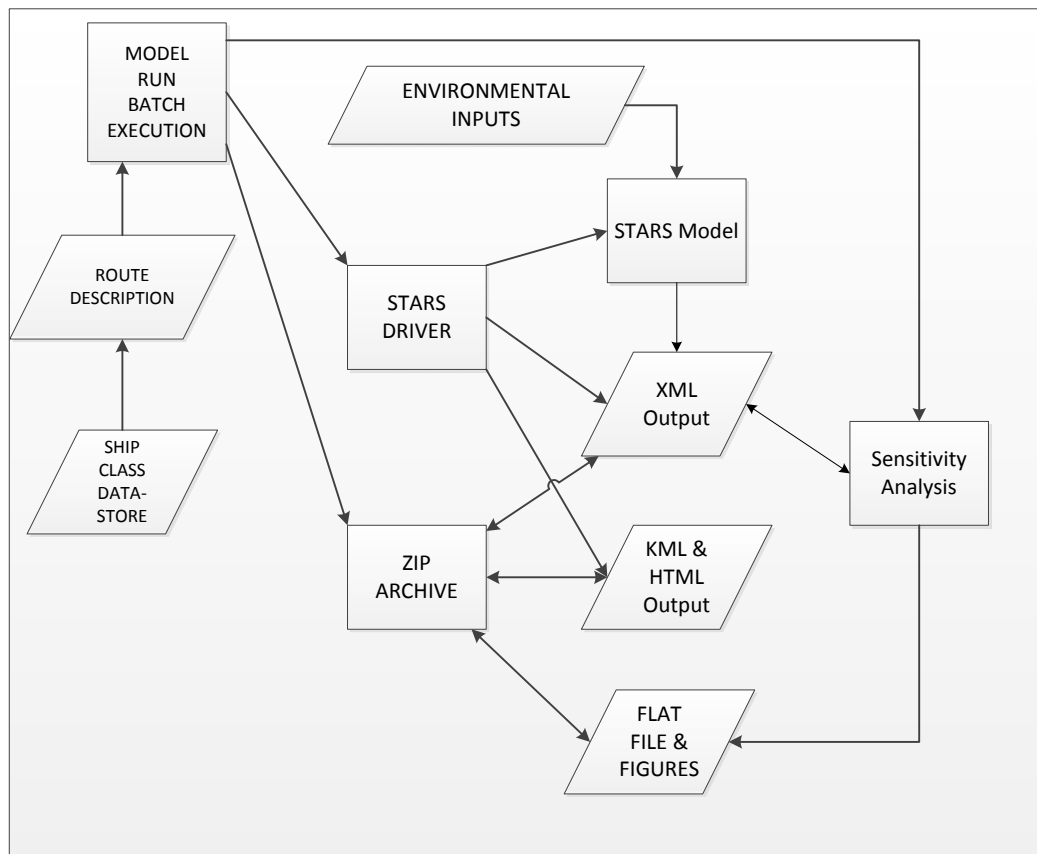 MODEL
RUN
BATCH
EXECUTION
ENVIRONMENTAL
INPUTS
STARS Model
ROUTE
DESCRIPTION
STARS
DRIVER
XML
Output
SHIP
CLASS
DATA-
STORE
Sensitivity
Analysis
ZIP
ARCHIVE
KML &
HTML
Output
FLAT
FILE &
FIGURES